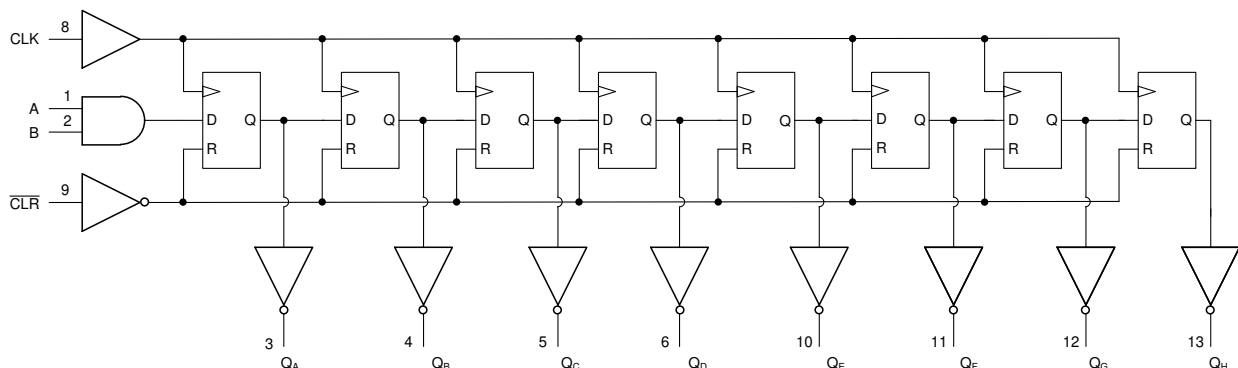 CLK 8
A 1
B 2
D Q D Q D Q D Q D Q D Q D Q D Q
R R R R R R R R
CLR 9
3 4 5 6 10 11 12 13
QA QB QC QD QE QF QG QH